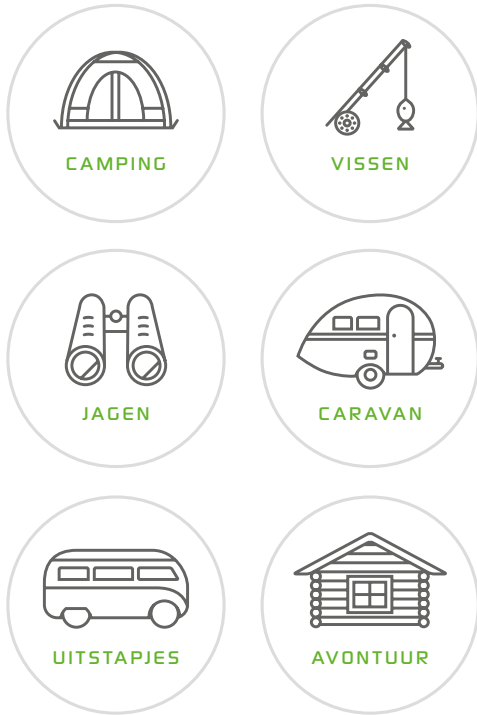 CAMPING
VISSEN
JAGEN
CARAVAN
UITSTAPJES
AVONTUUR